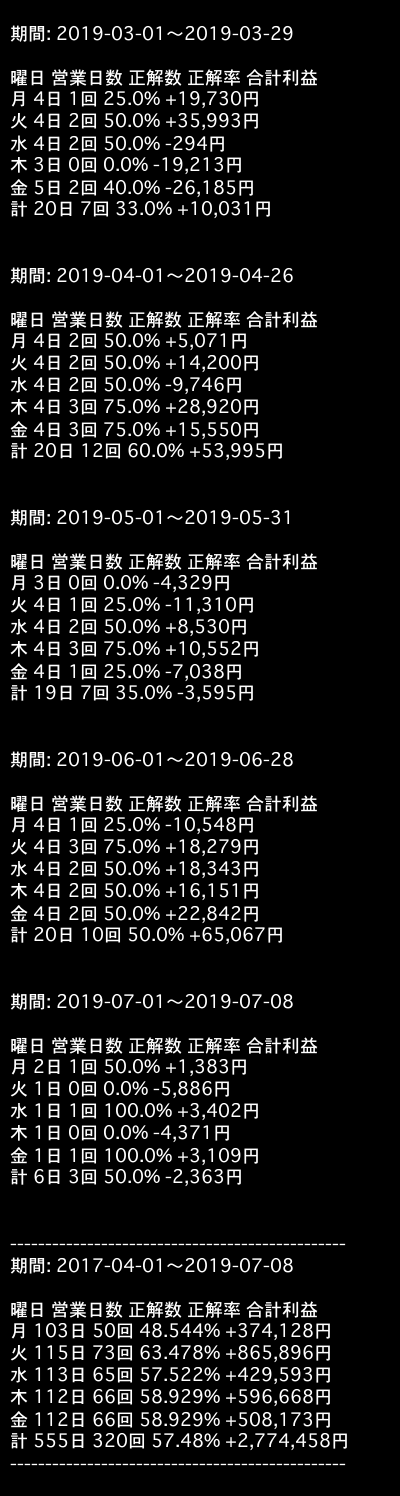 期間: 2019-03-01〜2019-03-29
曜日 営業日数 正解数 正解率 合計利益
月 4日 1回 25.0% +19,730円
火 4日 2回 50.0% +35,993円
水 4日 2回 50.0% -294円
木 3日 0回 0.0% -19,213円
金 5日 2回 40.0% -26,185円
計 20日 7回 33.0% +10,031円
期間: 2019-04-01〜2019-04-26
曜日 営業日数 正解数 正解率 合計利益
月 4日 2回 50.0% +5,071円
火 4日 2回 50.0% +14,200円
水 4日 2回 50.0% -9,746円
木 4日 3回 75.0% +28,920円
金 4日 3回 75.0% +15,550円
計 20日 12回 60.0% +53,995円
期間: 2019-05-01〜2019-05-31
曜日 営業日数 正解数 正解率 合計利益
月 3日 0回 0.0% -4,329円
火 4日 1回 25.0% -11,310円
水 4日 2回 50.0% +8,530円
木 4日 3回 75.0% +10,552円
金 4日 1回 25.0% -7,038円
計 19日 7回 35.0% -3,595円
期間: 2019-06-01〜2019-06-28
曜日 営業日数 正解数 正解率 合計利益
月 4日 1回 25.0% -10,548円
火 4日 3回 75.0% +18,279円
水 4日 2回 50.0% +18,343円
木 4日 2回 50.0% +16,151円
金 4日 2回 50.0% +22,842円
計 20日 10回 50.0% +65,067円
期間: 2019-07-01〜2019-07-08
曜日 営業日数 正解数 正解率 合計利益
月 2日 1回 50.0% +1,383円
火 1日 0回 0.0% -5,886円
水 1日 1回 100.0% +3,402円
木 1日 0回 0.0% -4,371円
金 1日 1回 100.0% +3,109円
計 6日 3回 50.0% -2,363円
------------------------------------------------
期間: 2017-04-01〜2019-07-08
曜日 営業日数 正解数 正解率 合計利益
月 103日 50回 48.544% +374,128円
火 115日 73回 63.478% +865,896円
水 113日 65回 57.522% +429,593円
木 112日 66回 58.929% +596,668円
金 112日 66回 58.929% +508,173円
計 555日 320回 57.48% +2,774,458円
------------------------------------------------